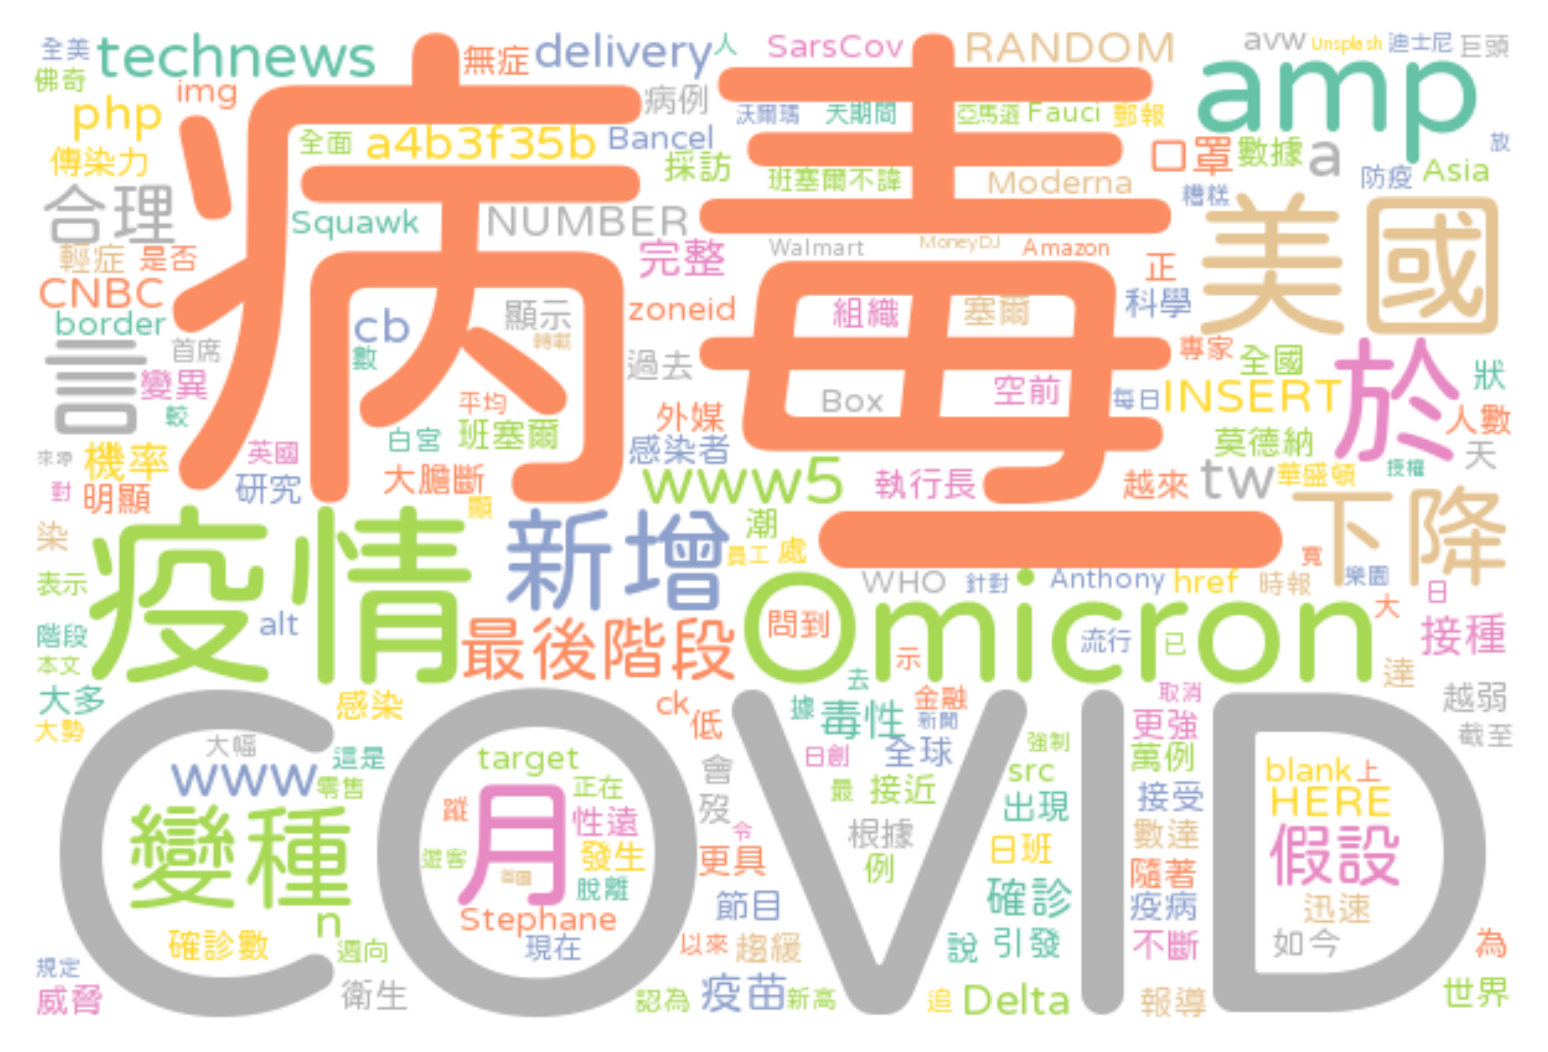 全美 technews 無症 delivery 人 SarsCov RANDOM avw Unsplash 迪士尼 巨頭
佛奇 img 病例 amp
php 沃爾瑪 天期間 亞馬遜 Fauci 郵報
傳染力 全面 a4b3f35b Bancel 採訪 口罩 數據 a 防疫 Asia 放
病毒
合理 Squawk NUMBER 班塞爾不諱 Moderna 糟糕 美國
輕症 是否 完整 Walmart MoneyDJ Amazon 正
CNBC border cb 顯示 zoneid 組織 塞爾 科學
言 首席 數 轉載 過去 專家 全國 於 狀
變異 較 平均 外媒 Box 空前 每日 INSERT 人數
白宮 班塞爾 感染者 莫德納 天
來源 機率 英國 大膽斷 www5 執行長 越來 tw 華盛頓 授權
對 明顯 研究 顯
染 疫情 新增 潮 員工 處 寬 下降
表示 WHO 針對 Anthony href 時報 樂園 日
階段 alt 最後階段 Omicron 問到 流行 已 大 接種
本文 示 達
大多 感染 ck 低 去 據 毒性 金融 新聞 取消 更強 越弱
大勢 COVID 截至
大幅 這是 target 會 日創 全球 強制 萬例
www 零售 正在 最 接近 src blank 上
變種 蹤 月 性遠 歿 令 根據 出現 接受 HERE
遊客 發生 更具 例 日班 數達 假設
首園 脫離 隨著
n Stephane 節目 確診 疫病 迅速
確診數 週向 現在 以來 趨緩 說 引發 不斷 如今 為
規定 威脅 衛生 認為 疫苗 新高 追 Delta 報導 世界